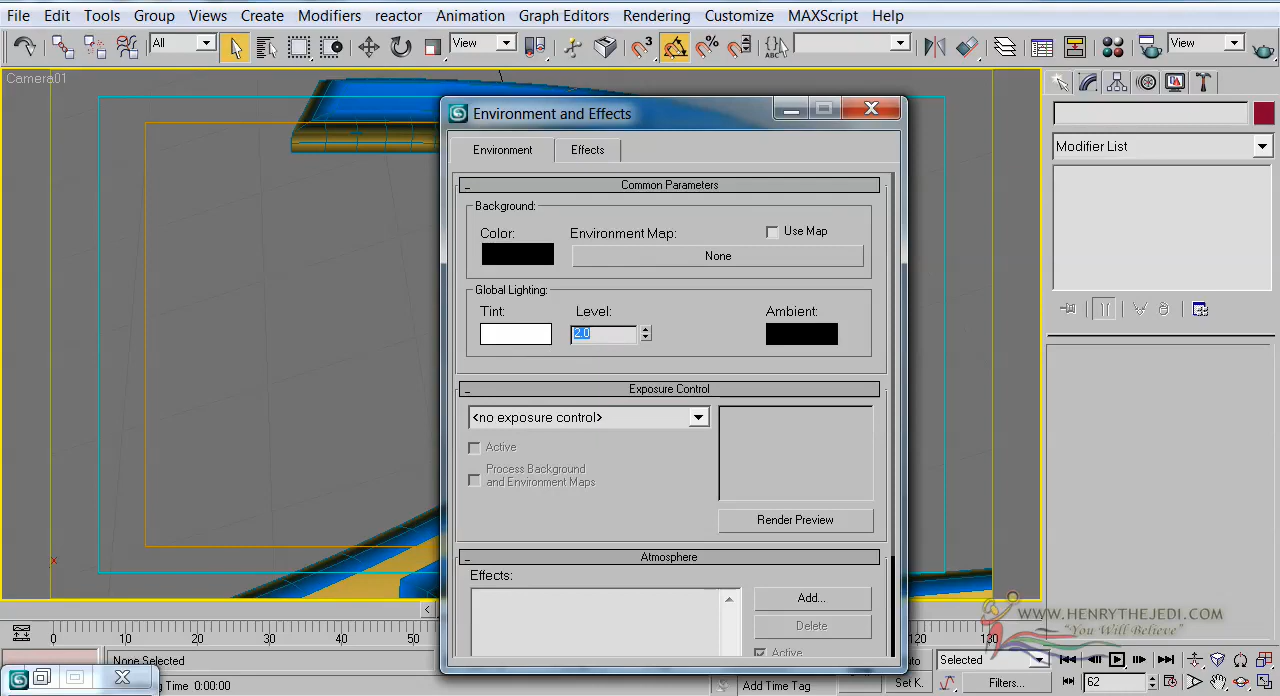 File Edit Tools Group Views Create Modifiers reactor Animation Graph Editors Rendering Customize MAXScript Help
All View 3 % ABC View
Camera01
Environment and Effects
Environment Effects
Common Parameters
Background:
Color: Environment Map: Use Map
None
Global Lighting:
Tint: Level: Ambient:
2.0
Exposure Control
<no exposure control>
Active
Process Background
and Environment Maps
Render Preview
Atmosphere
Effects:
Add...
Delete
Active
Modifier List
WWW.HENRYTHEJEDI.COM
"You Will Believe"
0 10 20 30 40 50 120 130
None Selected
Selected
Time 0:00:00
Add Time Tag
Set K.
Filters...
62